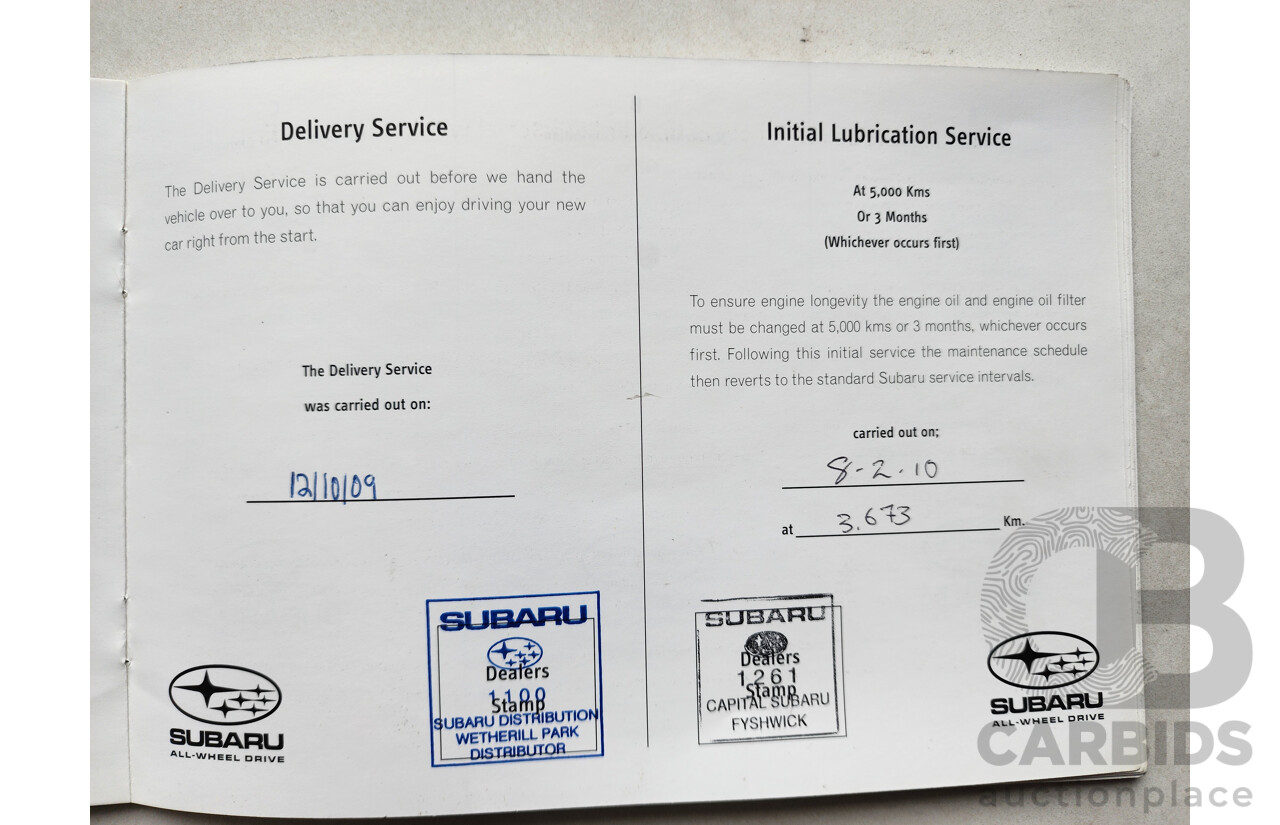 Delivery Service
The Delivery Service is carried out before we hand the
vehicle over to you, so that you can enjoy driving your new
car right from the start.
The Delivery Service
was carried out on:
12/10/09
SUBARU
Dealers
1100
Stamp
SUBARU DISTRIBUTION
WETHERILL PARK
DISTRIBUTOR
SUBARU
ALL-WHEEL DRIVE
Initial Lubrication Service
At 5,000 Kms
Or 3 Months
(Whichever occurs first)
To ensure engine longevity the engine oil and engine oil filter
must be changed at 5,000 kms or 3 months, whichever occurs
first. Following this initial service the maintenance schedule
then reverts to the standard Subaru service intervals.
carried out on:
8-2-10
at 3.673 Km.
SUBARU
Dealers
1261
Stamp
CAPITAL SUBARU
FYSHWICK
SUBARU
ALL-WHEEL DRIVE
CB
CARBIDS
auctionplace